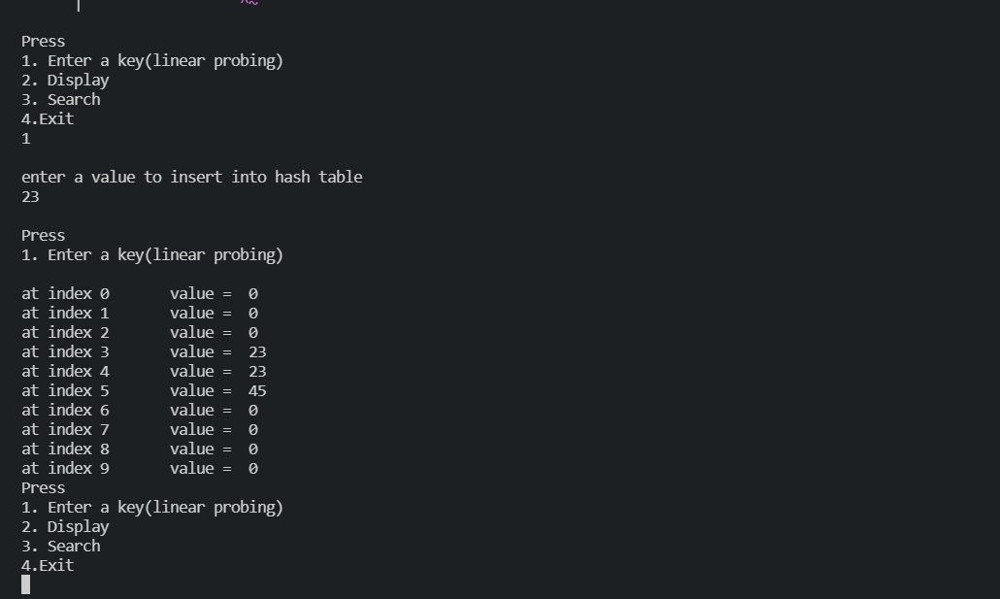 Press
1. Enter a key(linear probing)
2. Display
3. Search
4.Exit
1
enter a value to insert into hash table
23
Press
1. Enter a key(linear probing)
at index 0 value = 0
at index 1 value = 0
at index 2 value = 0
at index 3 value = 23
at index 4 value = 23
at index 5 value = 45
at index 6 value = 0
at index 7 value = 0
at index 8 value = 0
at index 9 value = 0
Press
1. Enter a key(linear probing)
2. Display
3. Search
4.Exit